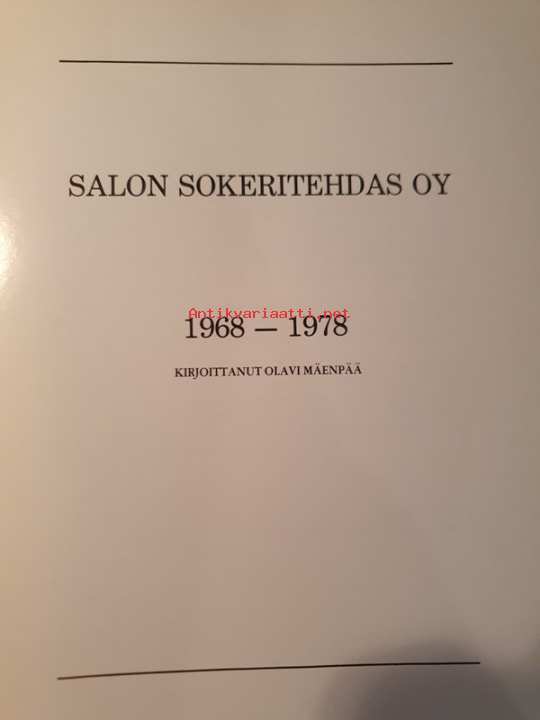 SALON SOKERITEHDAS OY
Antikvariaatti.net
1968 — 1978
KIRJOITTANUT OLAVI MÄENPÄÄ